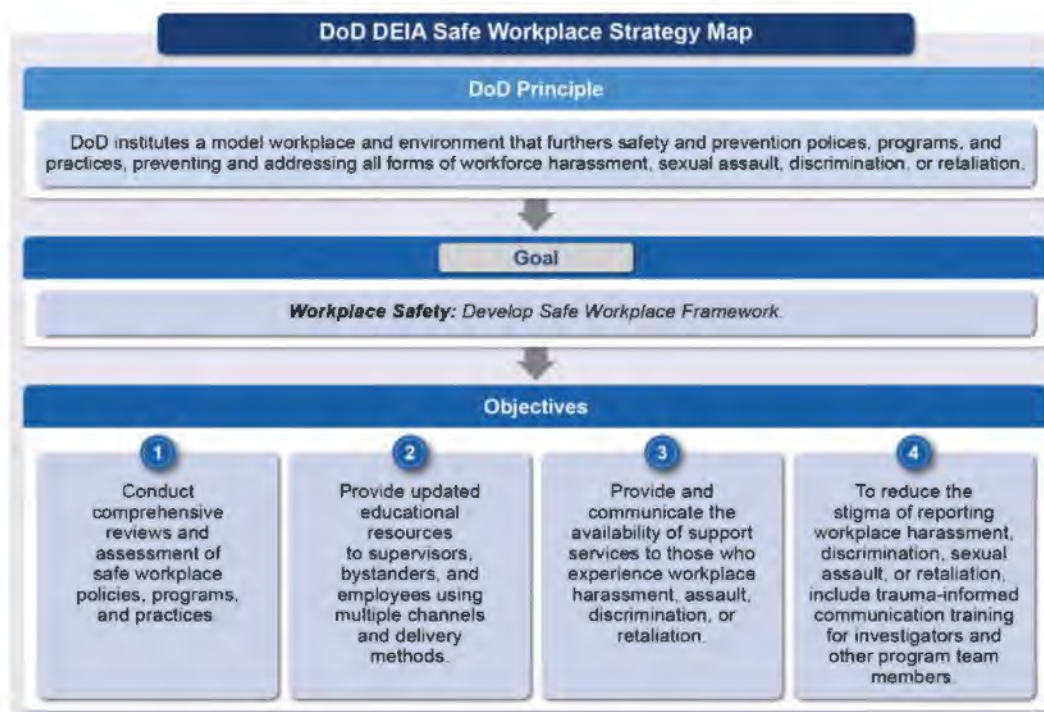 DoD DEIA Safe Workplace Strategy Map
DoD Principle
DoD institutes a model workplace and environment that furthers safety and prevention polices, programs, and
practices, preventing and addressing all forms of workforce harassment, sexual assault, discrimination, or retaliation.
Goal
Workplace Safety: Develop Safe Workplace Framework.
Objectives
1
Conduct
comprehensive
reviews and
assessment of
safe workplace
policies, programs,
and practices
2
Provide updated
educational
resources
to supervisors,
bystanders, and
employees using
multiple channels
and delivery
methods.
3
Provide and
communicate the
availability of support
services to those who
experience workplace
harassment, assault,
discrimination, or
retaliation.
4
To reduce the
stigma of reporting
workplace harassment,
discrimination, sexual
assault, or retaliation,
include trauma-informed
communication training
for investigators and
other program team
members.